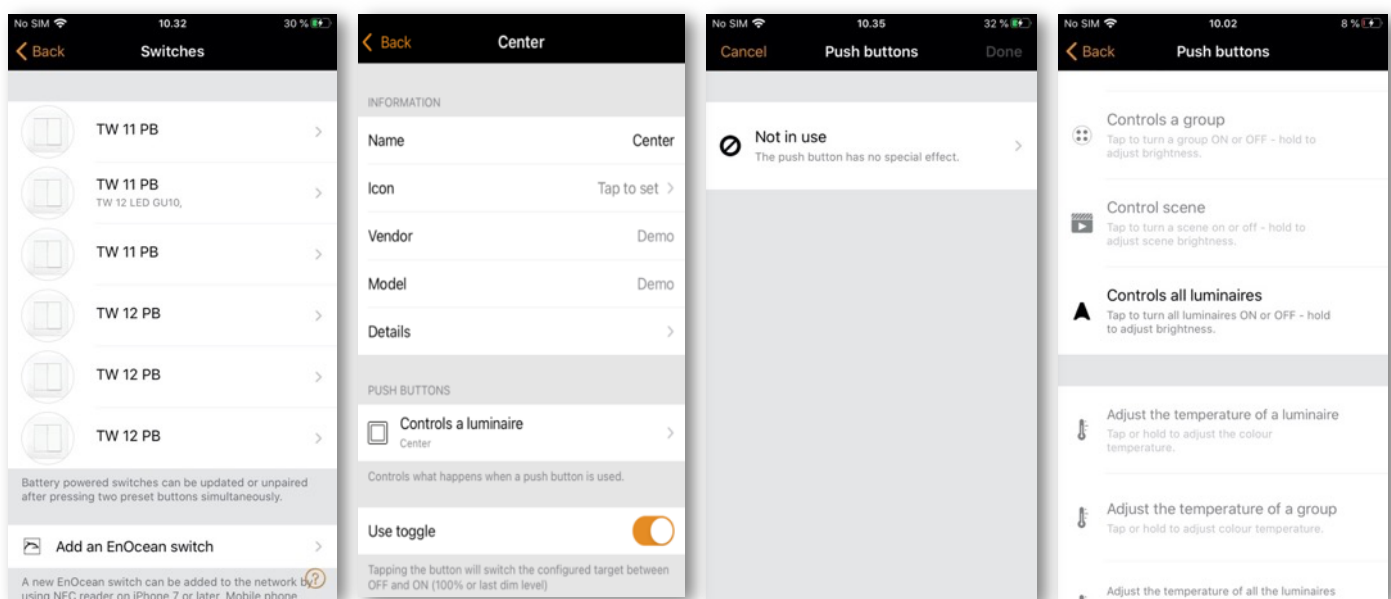 No SIM 10.32 30 %
Back Switches
TW 11 PB
TW 11 PB
TW 12 LED GU10,
TW 11 PB
TW 12 PB
TW 12 PB
TW 12 PB
Battery powered switches can be updated or unpaired
after pressing two preset buttons simultaneously.
Add an EnOcean switch
A new EnOcean switch can be added to the network by
?
using NFC reader on iPhone 7 or later. Mobile phone
Back Center
INFORMATION
Name Center
Icon Tap to set
Vendor Demo
Model Demo
Details
PUSH BUTTONS
Controls a luminaire
Center
Controls what happens when a push button is used.
Use toggle
Tapping the button will switch the configured target between
OFF and ON (100% or last dim level)
No SIM 10.35 32 %
Cancel Push buttons Done
Not in use
The push button has no special effect.
No SIM 10.02 8 %
Back Push buttons
Controls a group
Tap to turn a group ON or OFF - hold to
adjust brightness.
Control scene
Tap to turn a scene on or off - hold to
adjust scene brightness.
Controls all luminaires
Tap to turn all luminaires ON or OFF - hold
to adjust brightness.
Adjust the temperature of a luminaire
Tap or hold to adjust the colour
temperature.
Adjust the temperature of a group
Tap or hold to adjust colour temperature.
Adjust the temperature of all the luminaires